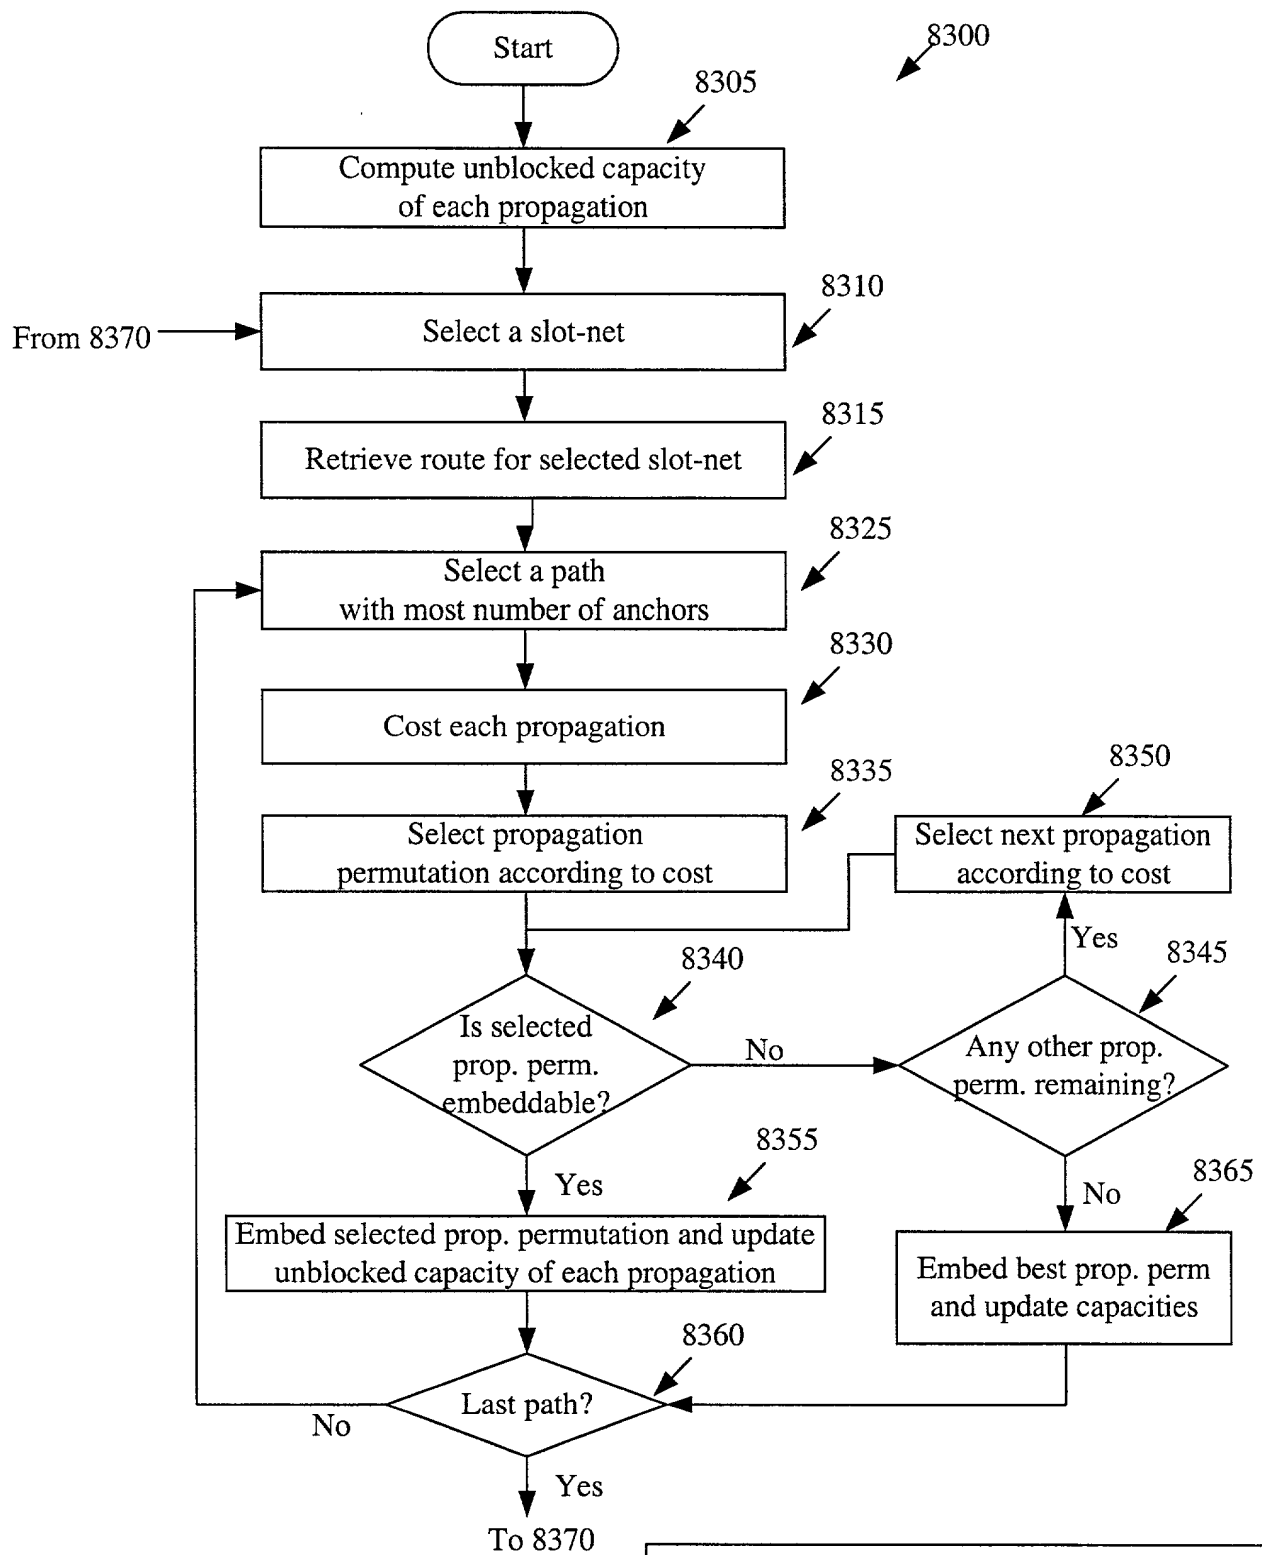 Start
8300
8305
Compute unblocked capacity
of each propagation
8310
From 8370
Select a slot-net
8315
Retrieve route for selected slot-net
8325
Select a path
with most number of anchors
8330
Cost each propagation
8335
Select propagation
permutation according to cost
8350
Select next propagation
according to cost
Yes
8340
Is selected
prop. perm.
embeddable?
No
8345
Any other prop.
perm. remaining?
Yes
8355
Embed selected prop. permutation and update
unblocked capacity of each propagation
No
8365
Embed best prop. perm
and update capacities
8360
Last path?
No
Yes
To 8370